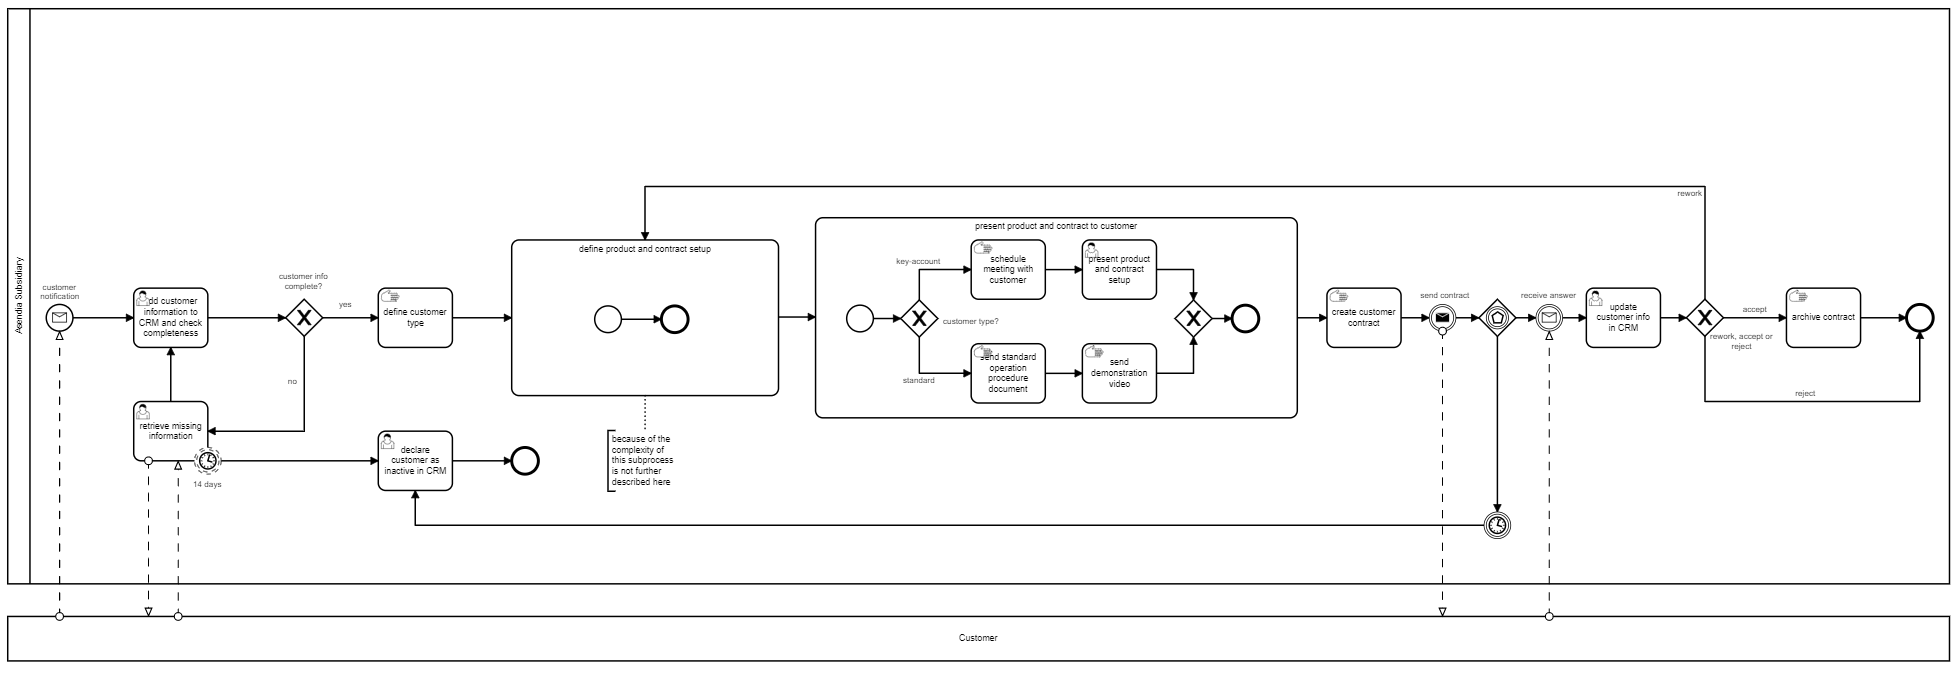 Asendia Subsidiary
customer
notification
add customer
information to
CRM and check
completeness
customer info
complete?
yes
no
define customer
type
retrieve missing
information
14 days
declare
customer as
inactive in CRM
define product and contract setup
because of the
complexity of
this subprocess
is not further
described here
present product and contract to customer
customer type?
key-account
standard
schedule
meeting with
customer
present product
and contract
setup
send standard
operation
procedure
document
send
demonstration
video
create customer
contract
send contract
receive answer
update
customer info
in CRM
rework
accept
rework, accept or
reject
reject
archive contract
Customer